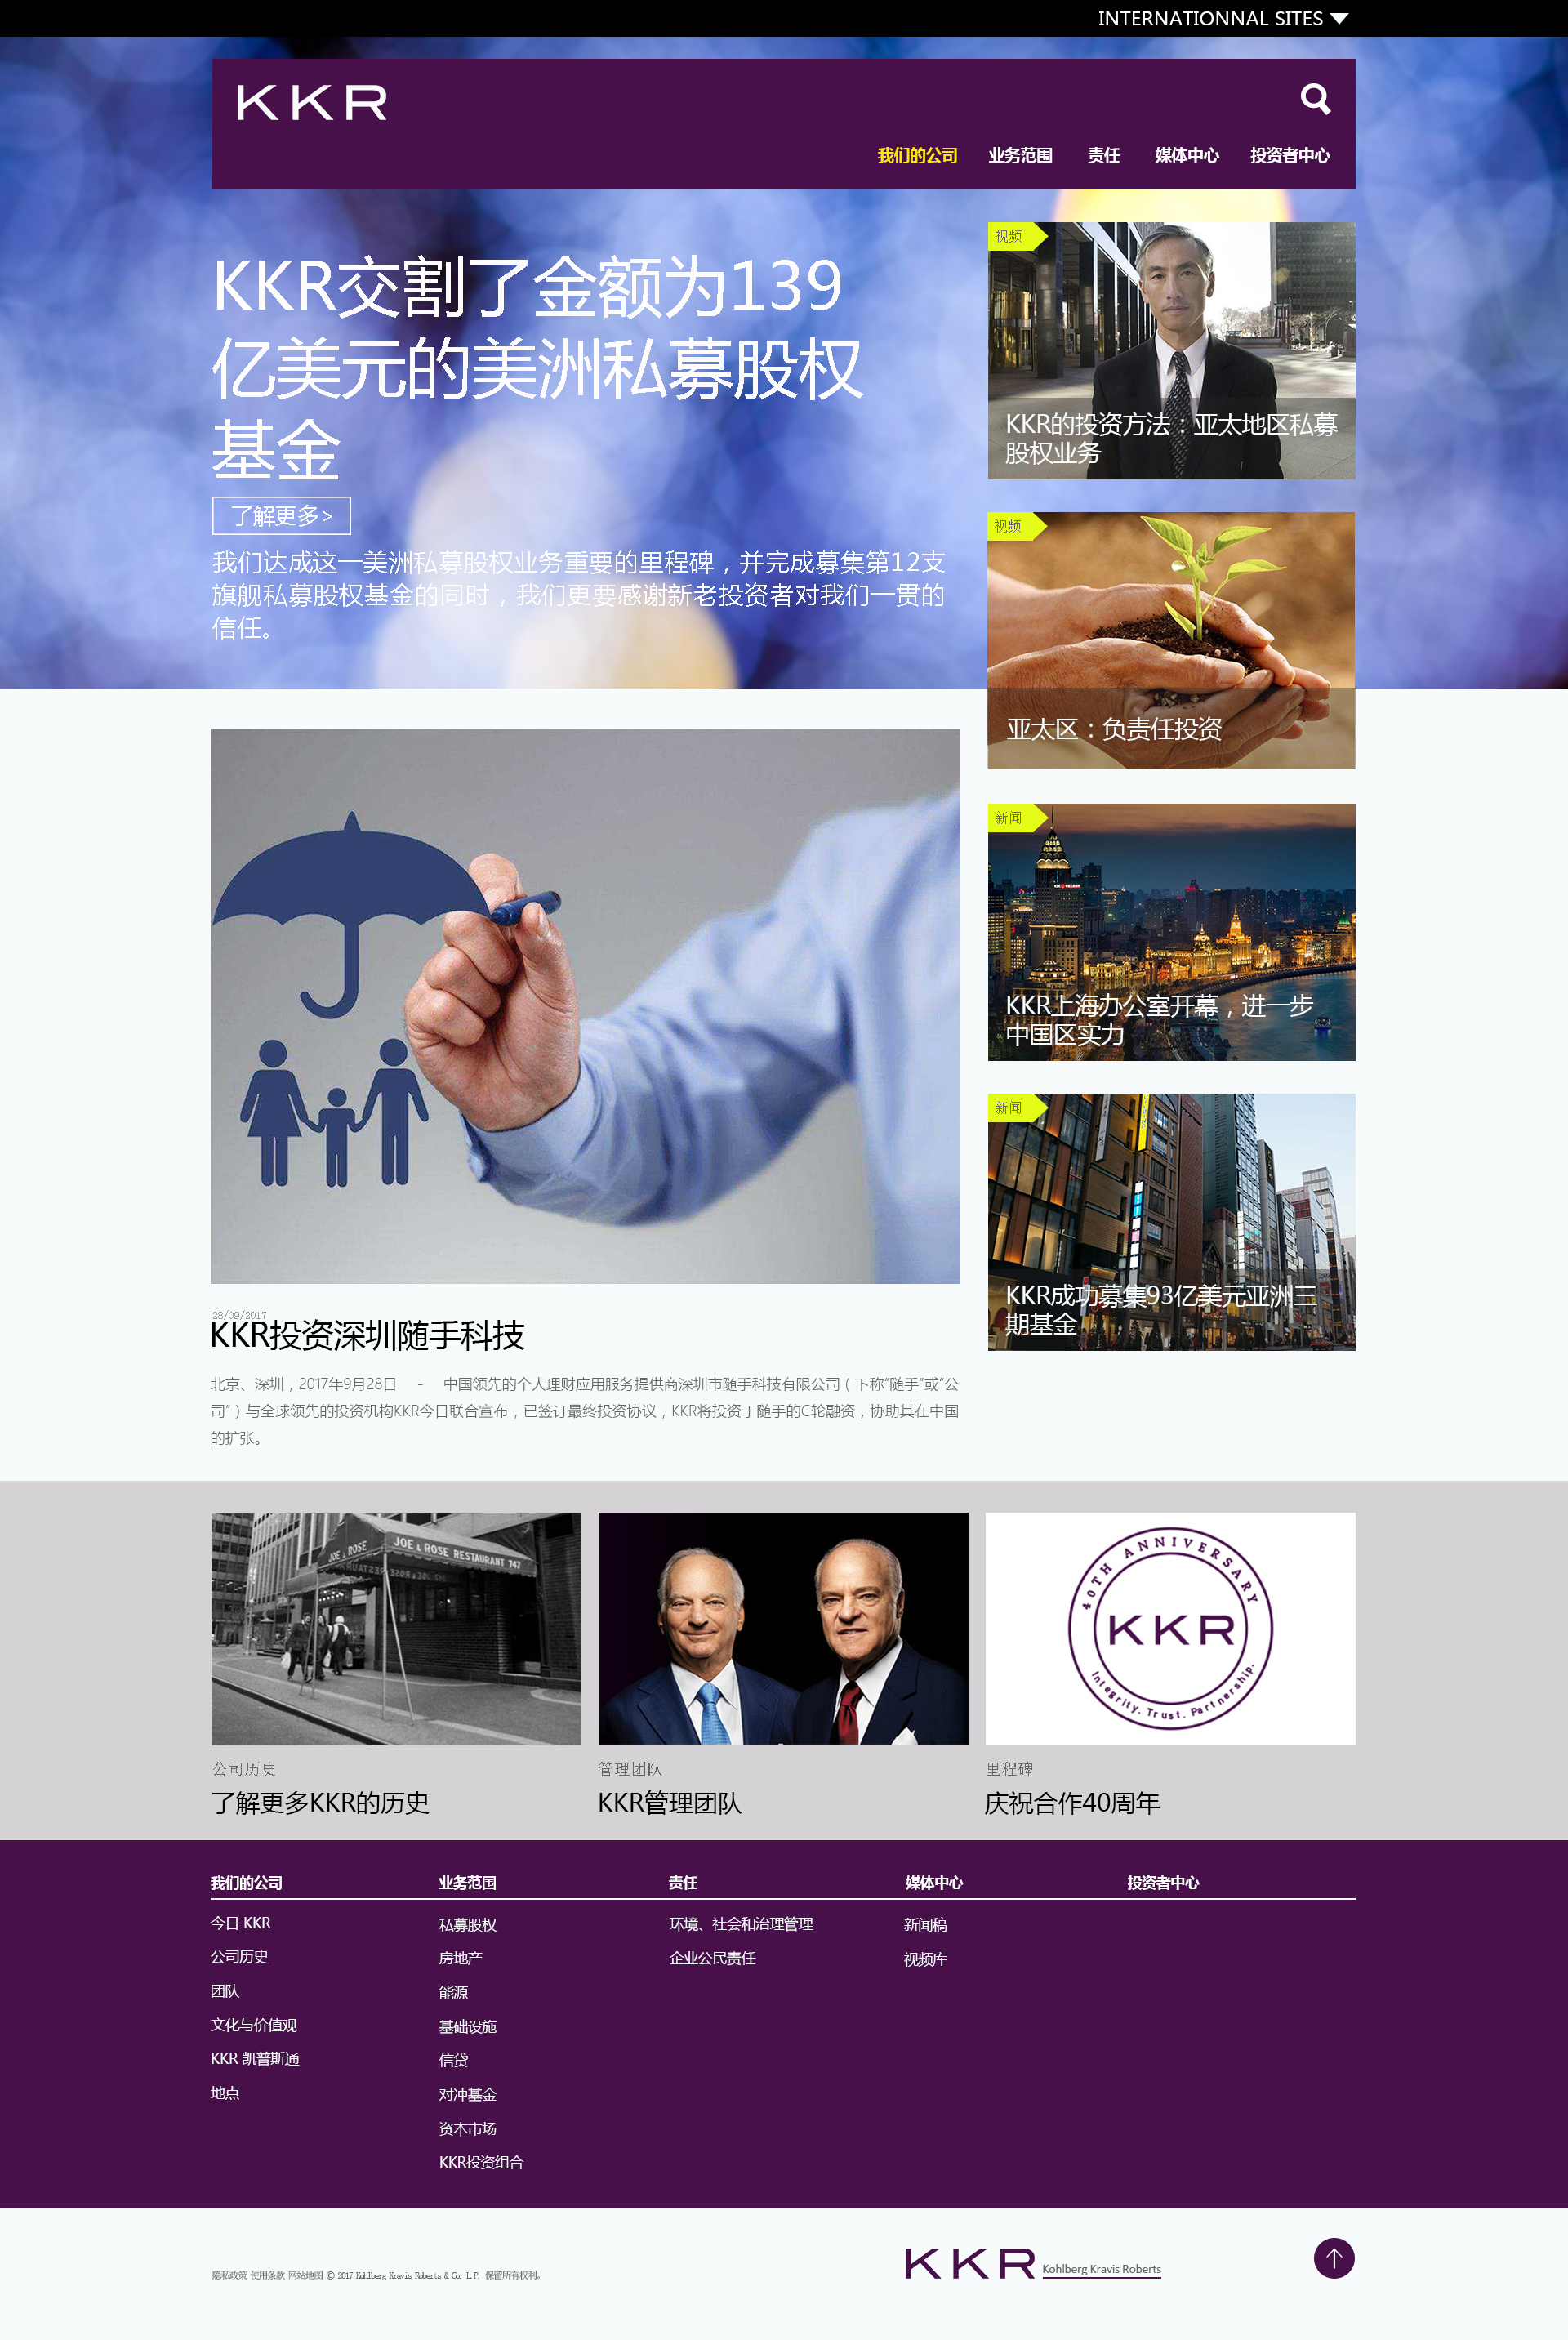 INTERNATIONNAL SITES
KKR
我们的公司 业务范围 责任 媒体中心 投资者中心
KKR交割了金额为139
亿美元的美洲私募股权
基金
了解更多>
我们达成这一美洲私募股权业务重要的里程碑，并完成募集第12支
旗舰私募股权基金的同时，我们更要感谢新老投资者对我们一贯的
信任。
视频
KKR的投资方法：亚太地区私募
股权业务
视频
亚太区：负责任投资
新闻
KKR上海办公室开幕，进一步
中国区实力
新闻
KKR成功募集93亿美元亚洲三
期基金
28/09/2017
KKR投资深圳随手科技
北京、深圳，2017年9月28日 - 中国领先的个人理财应用服务提供商深圳市随手科技有限公司（下称“随手”或“公
司”）与全球领先的投资机构KKR今日联合宣布，已签订最终投资协议，KKR将投资于随手的C轮融资，协助其在中国
的扩张。
JOE & ROSE
JOE & ROSE RESTAURANT 747
40TH ANNIVERSARY
KKR
Integrity. Trust. Partnership.
公司历史
了解更多KKR的历史
管理团队
KKR管理团队
里程碑
庆祝合作40周年
我们的公司 业务范围 责任 媒体中心 投资者中心
今日 KKR
公司历史
团队
文化与价值观
KKR 凯普斯通
地点
私募股权
房地产
能源
基础设施
信贷
对冲基金
资本市场
KKR投资组合
环境、社会和治理管理
企业公民责任
新闻稿
视频库
隐私政策 使用条款 网站地图 © 2017 Kohlberg Kravis Roberts & Co. L.P. 保留所有权利。
KKR Kohlberg Kravis Roberts